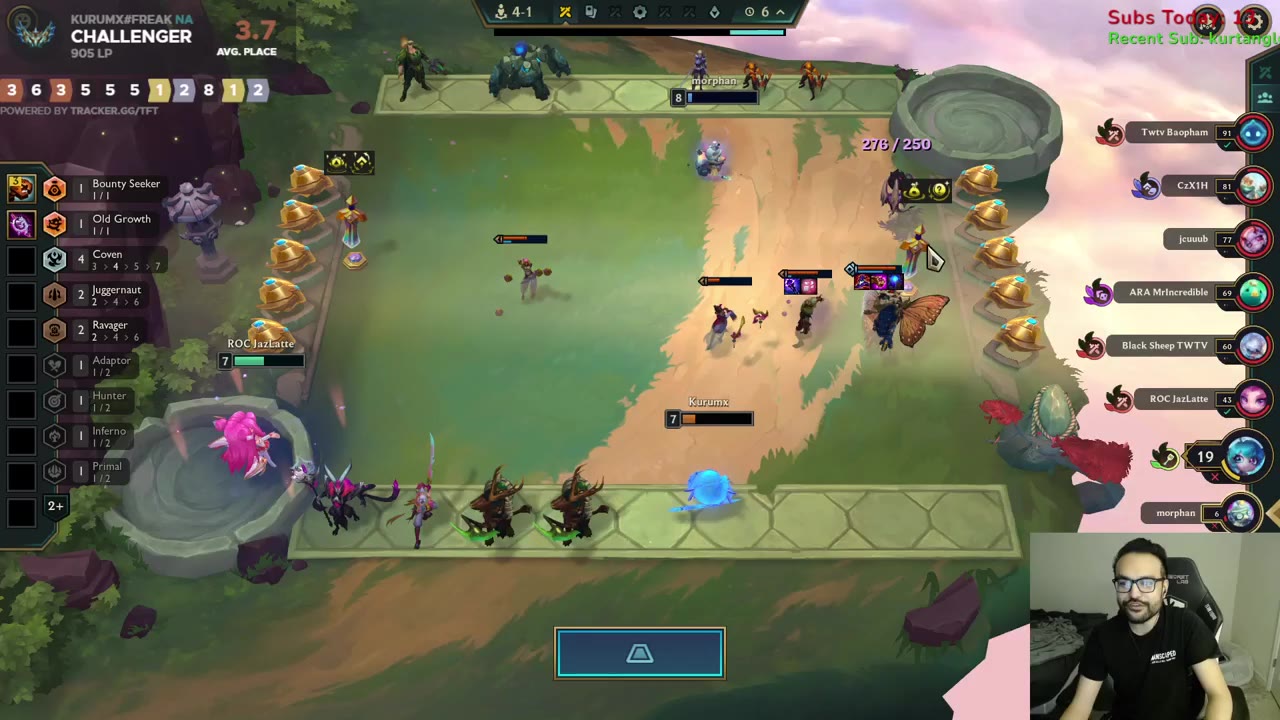 KURUMX#FREAK NA
CHALLENGER
905 LP
3.7
AVG. PLACE
3 6 3 5 5 5 1 2 8 1 2
POWERED BY TRACKER.GG/TFT
4-1
6
Recent Sub: kurtangl
morphan
8
276 / 250
Twtv Baopham 91
CzX1H 81
jcuuub 77
ARA MrIncredible 69
Black Sheep TWTV 60
ROC JazLatte 43
19
morphan 6
1 Bounty Seeker
1 / 1
1 Old Growth
1 / 1
4 Coven
3 > 4 > 5 > 7
2 Juggernaut
2 > 4 > 6
2 Ravager
2 > 4 > 6
1 Adaptor
1 / 2
1 Hunter
1 / 2
1 Inferno
1 / 2
1 Primal
1 / 2
2+
ROC JazLatte
7
Kurumx
7
SECRET LAB
MANSCAPED